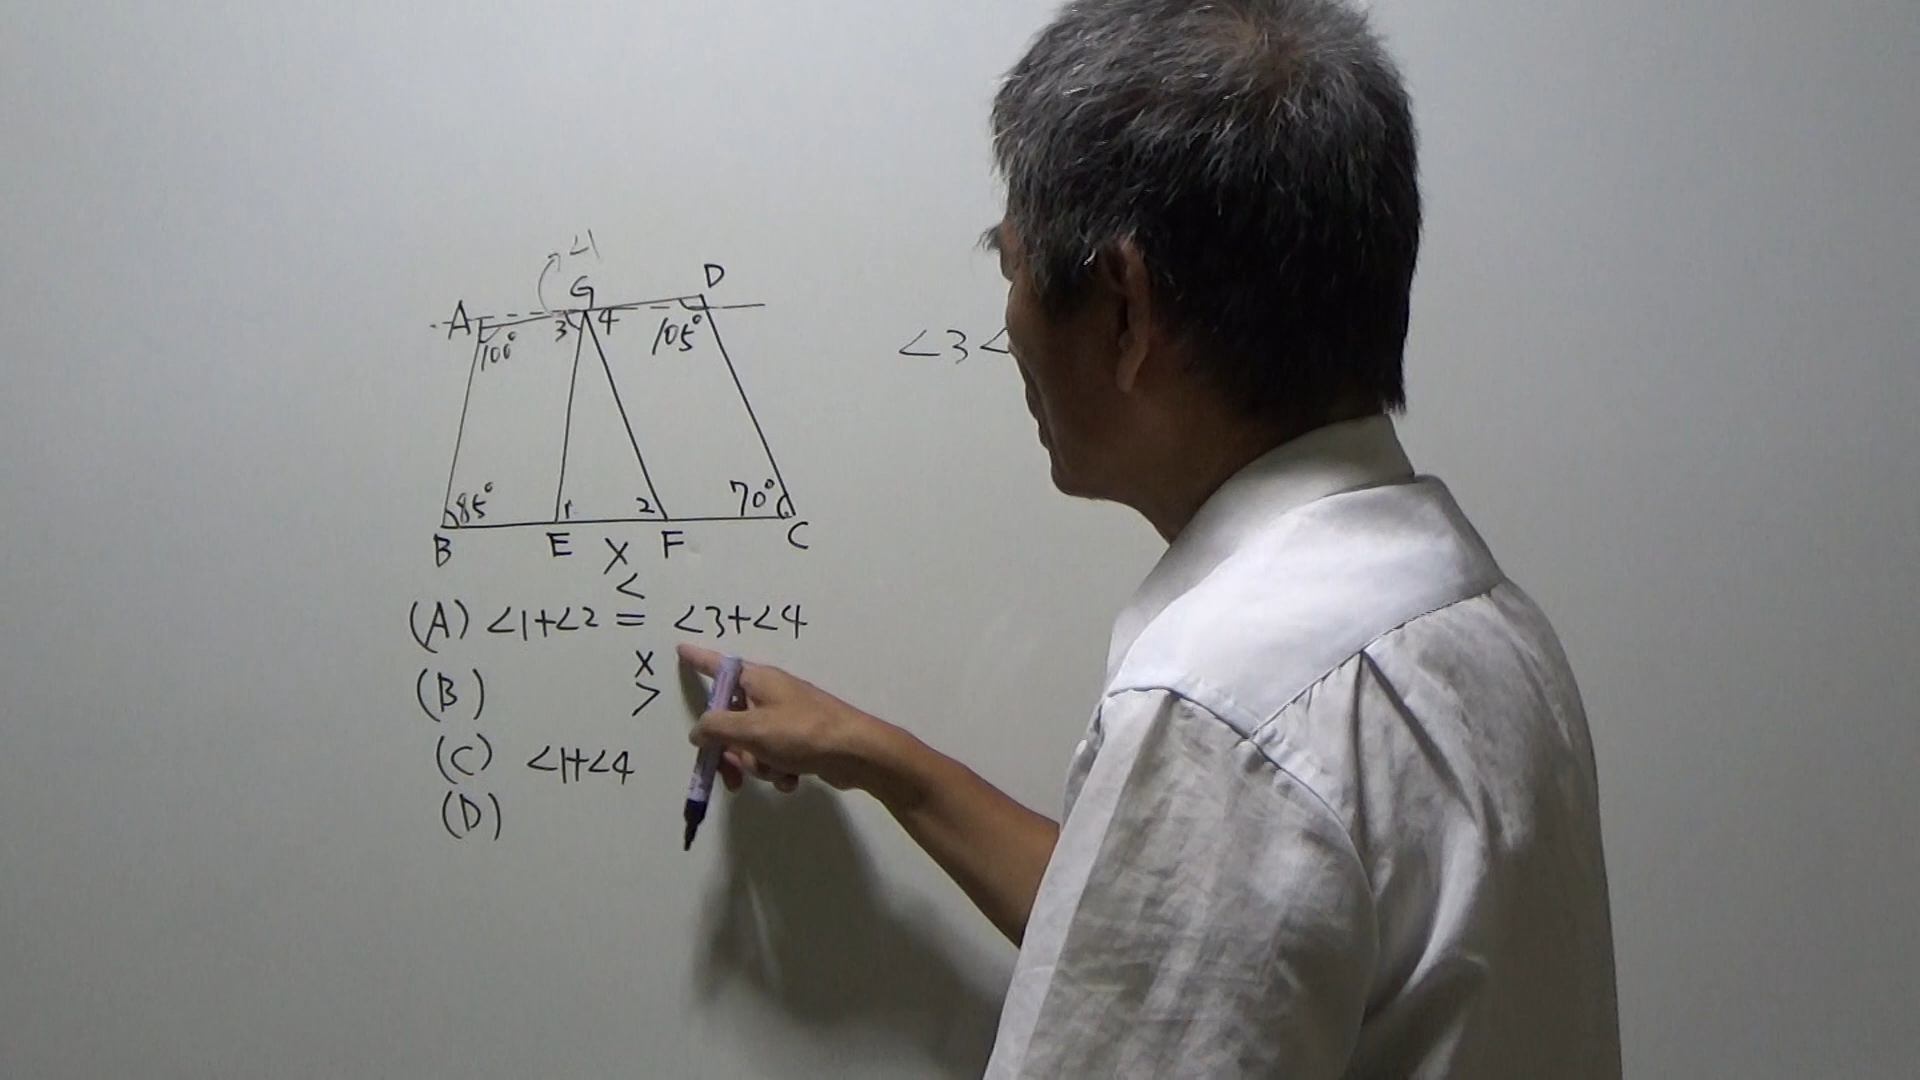 ∠1
G
D
A
3
4
100°
105°
∠3<
85°
1
2
70°
B
E
F
C
X
<
(A) ∠1+∠2 = ∠3+∠4
x
(B) >
(C) ∠1+∠4
(D)